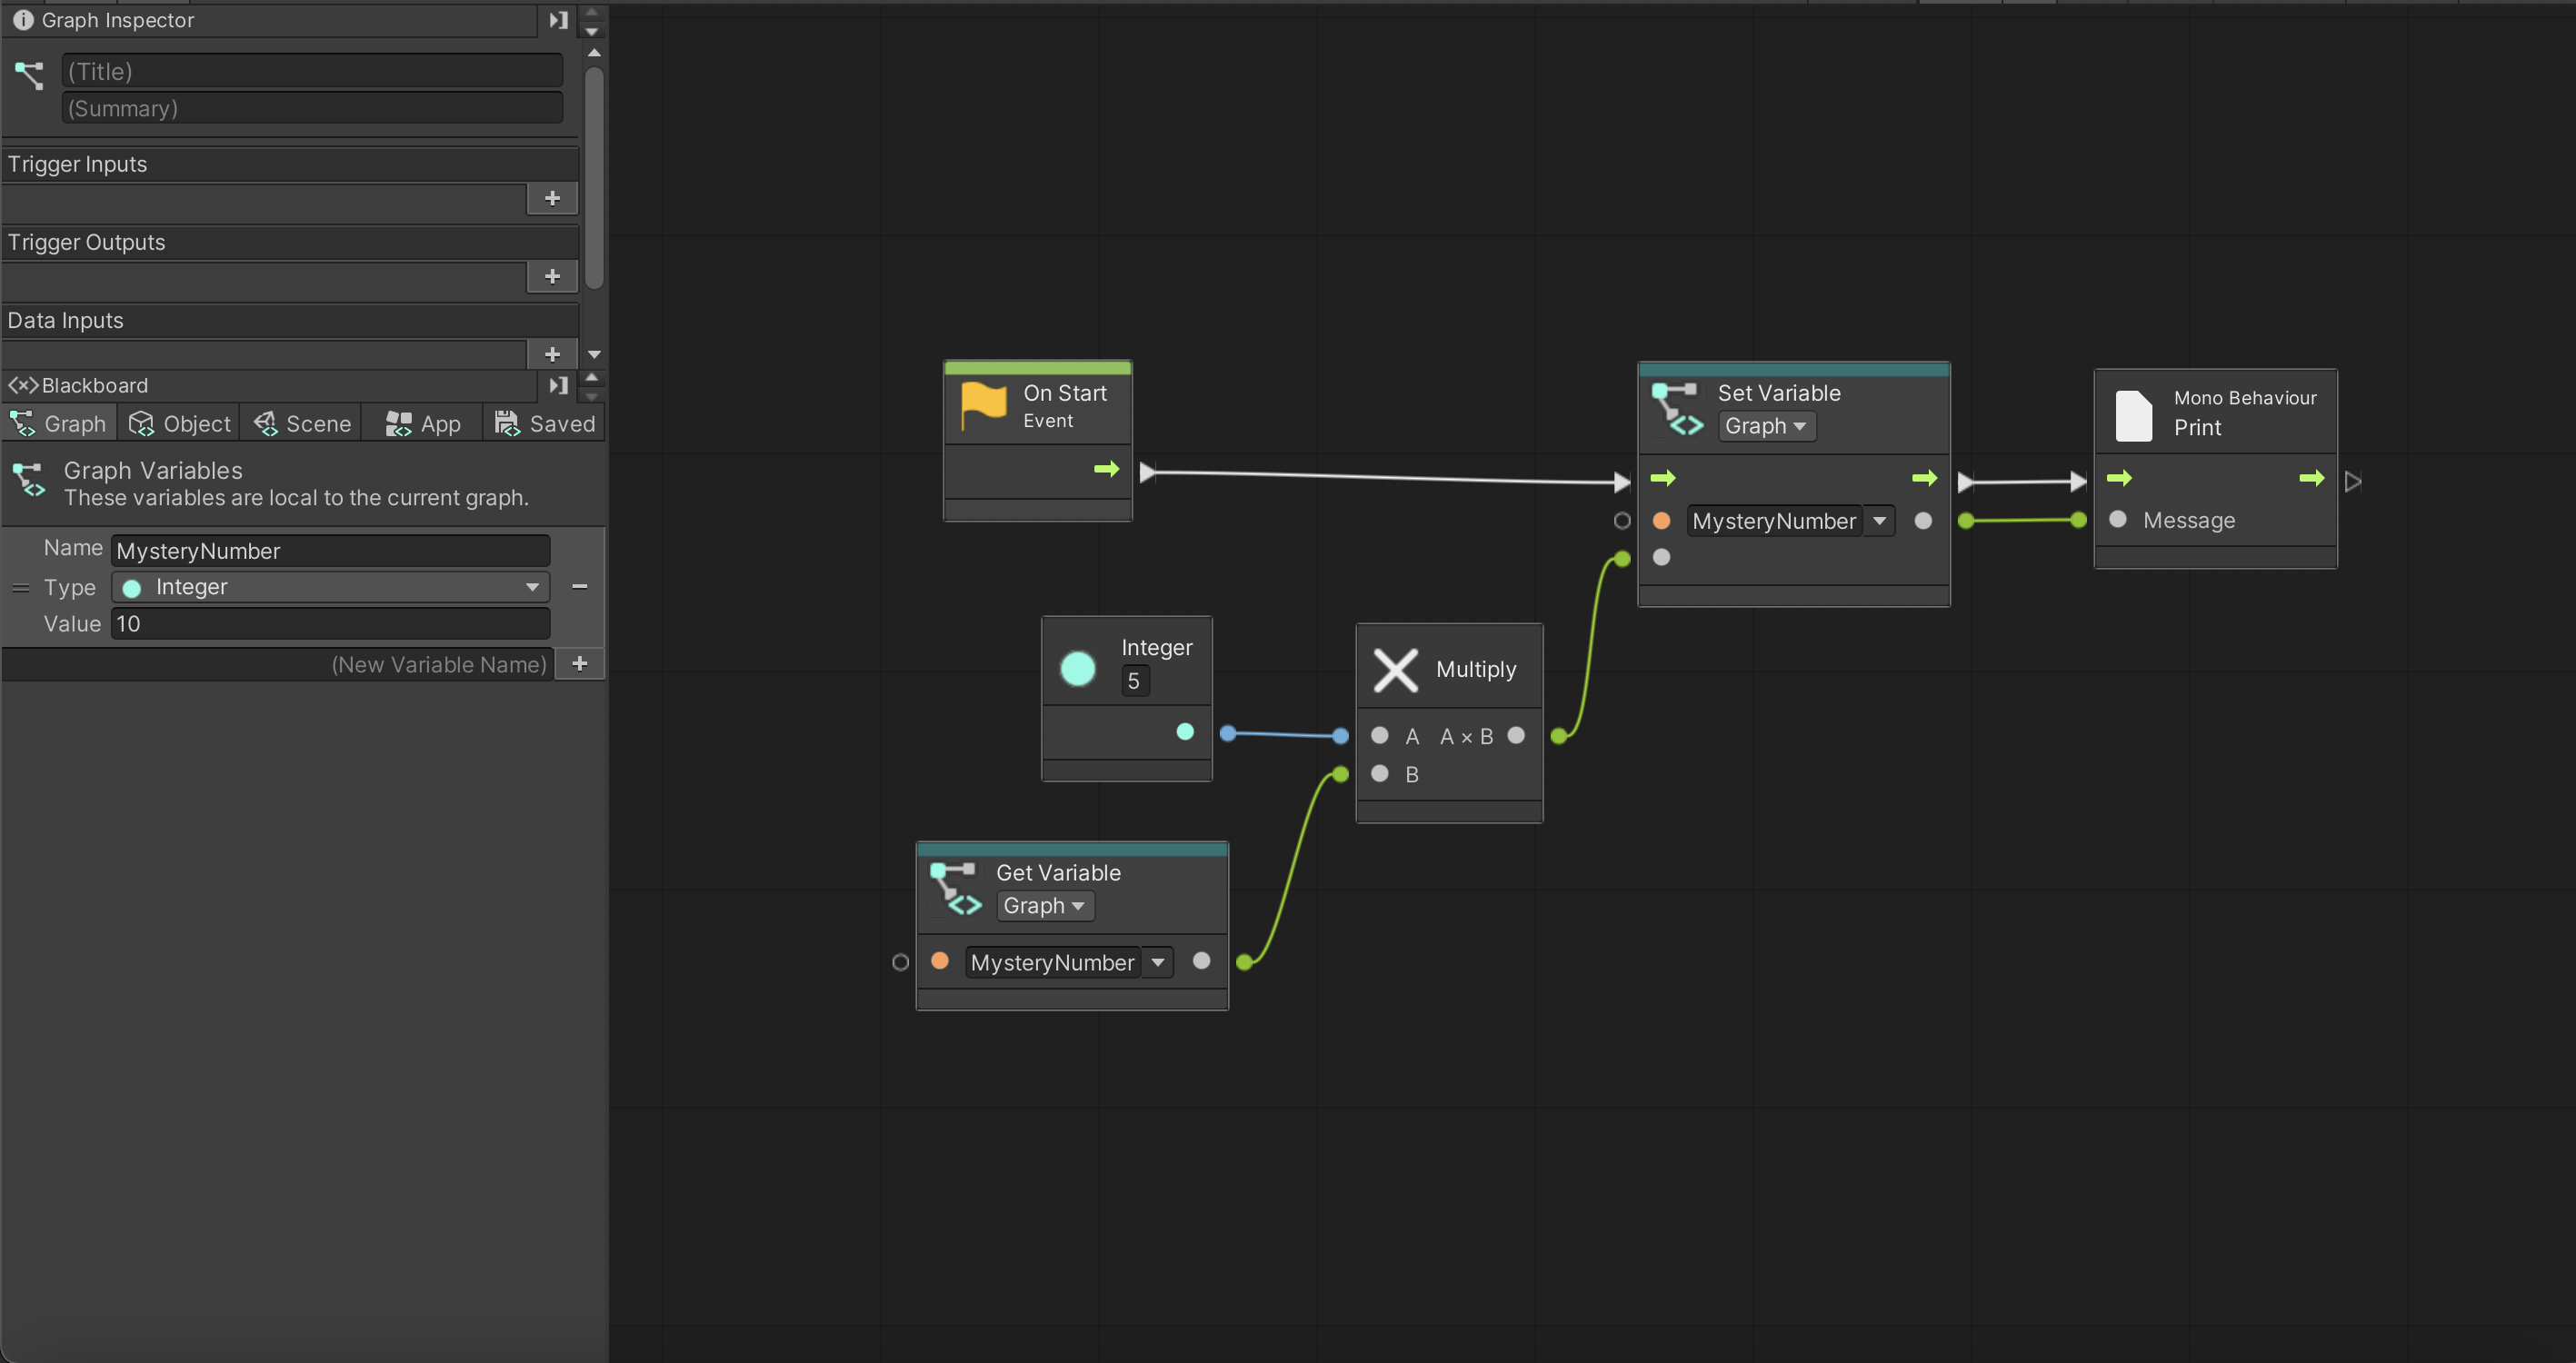 Graph Inspector
(Title)
(Summary)
Trigger Inputs
+
Trigger Outputs
+
Data Inputs
+
Blackboard
Graph Object Scene App Saved
Graph Variables
These variables are local to the current graph.
Name MysteryNumber
Type Integer
Value 10
(New Variable Name) +
On Start
Event
Set Variable
Graph
MysteryNumber
Mono Behaviour
Print
Message
Integer
5
Multiply
A A × B
B
Get Variable
Graph
MysteryNumber